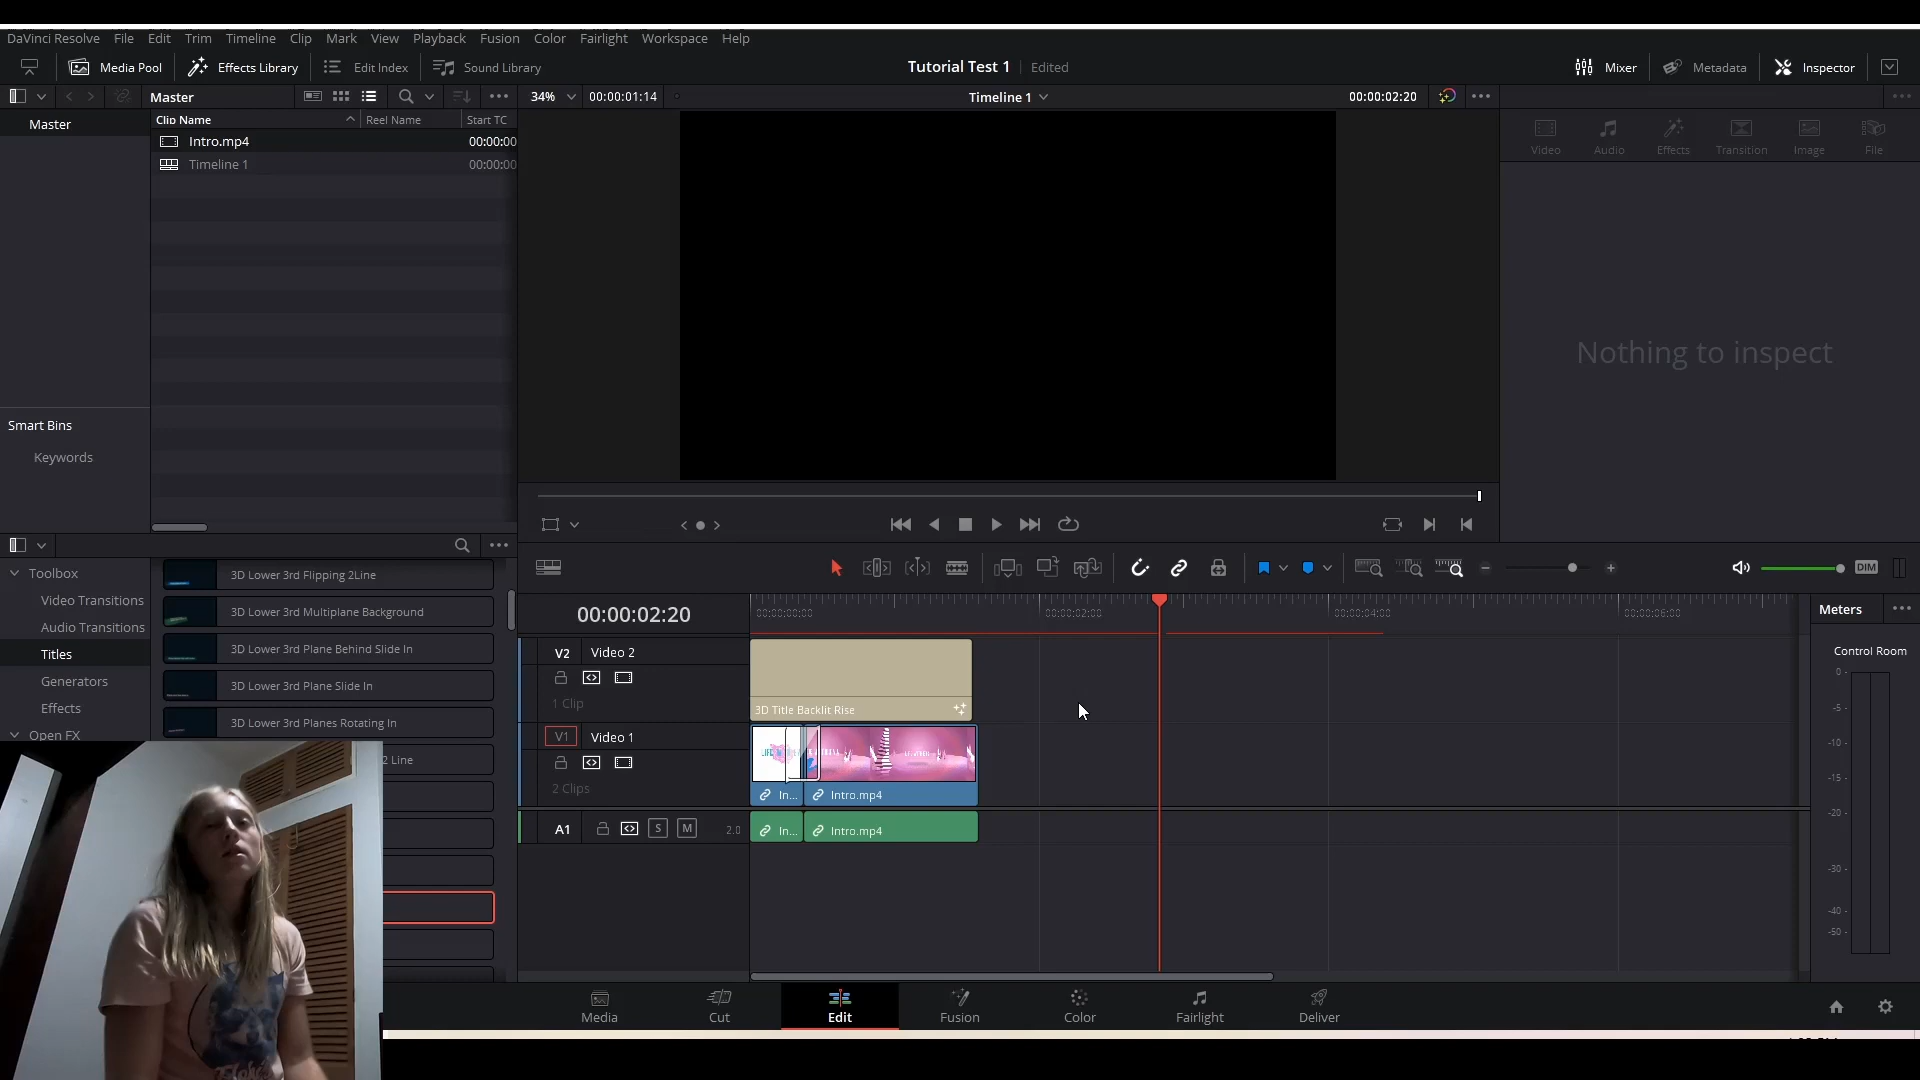 DaVinci Resolve File Edit Trim Timeline Clip Mark View Playback Fusion Color Fairlight Workspace Help
Media Pool Effects Library Edit Index Sound Library Tutorial Test 1 Edited Mixer Metadata Inspector
Master 34% 00:00:01:14 Timeline 1 00:00:02:20
Master Clip Name Reel Name Start TC
Intro.mp4 00:00:00
Timeline 1 00:00:00
Video Audio Effects Transition Image File
Nothing to inspect
Smart Bins
Keywords
Toolbox
Video Transitions
Audio Transitions
Titles
Generators
Effects
Open FX
3D Lower 3rd Flipping 2Line
3D Lower 3rd Multiplane Background
3D Lower 3rd Plane Behind Slide In
3D Lower 3rd Plane Slide In
3D Lower 3rd Planes Rotating In
2 Line
DIM
00:00:02:20 00:00:00:00 00:00:02:00 00:00:04:00 00:00:06:00
V2 Video 2
1 Clip
3D Title Backlit Rise
V1 Video 1
2 Clips
In... Intro.mp4
A1 S M 2.0 In... Intro.mp4
Meters
Control Room
0
-5
-10
-15
-20
-30
-40
-50
Media Cut Edit Fusion Color Fairlight Deliver